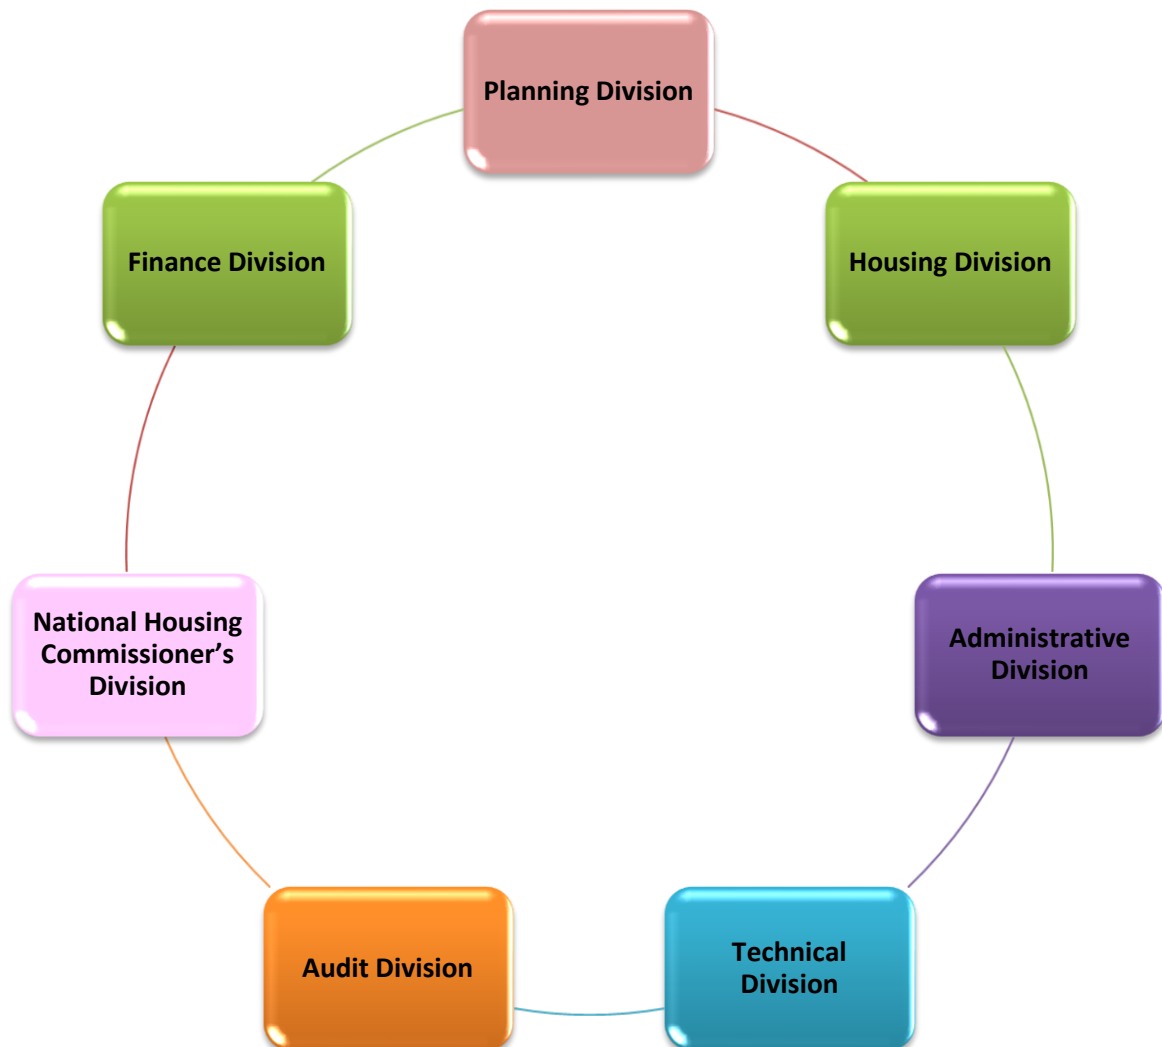 Planning Division
Finance Division
Housing Division
National Housing
Commissioner’s
Division
Administrative
Division
Audit Division
Technical
Division